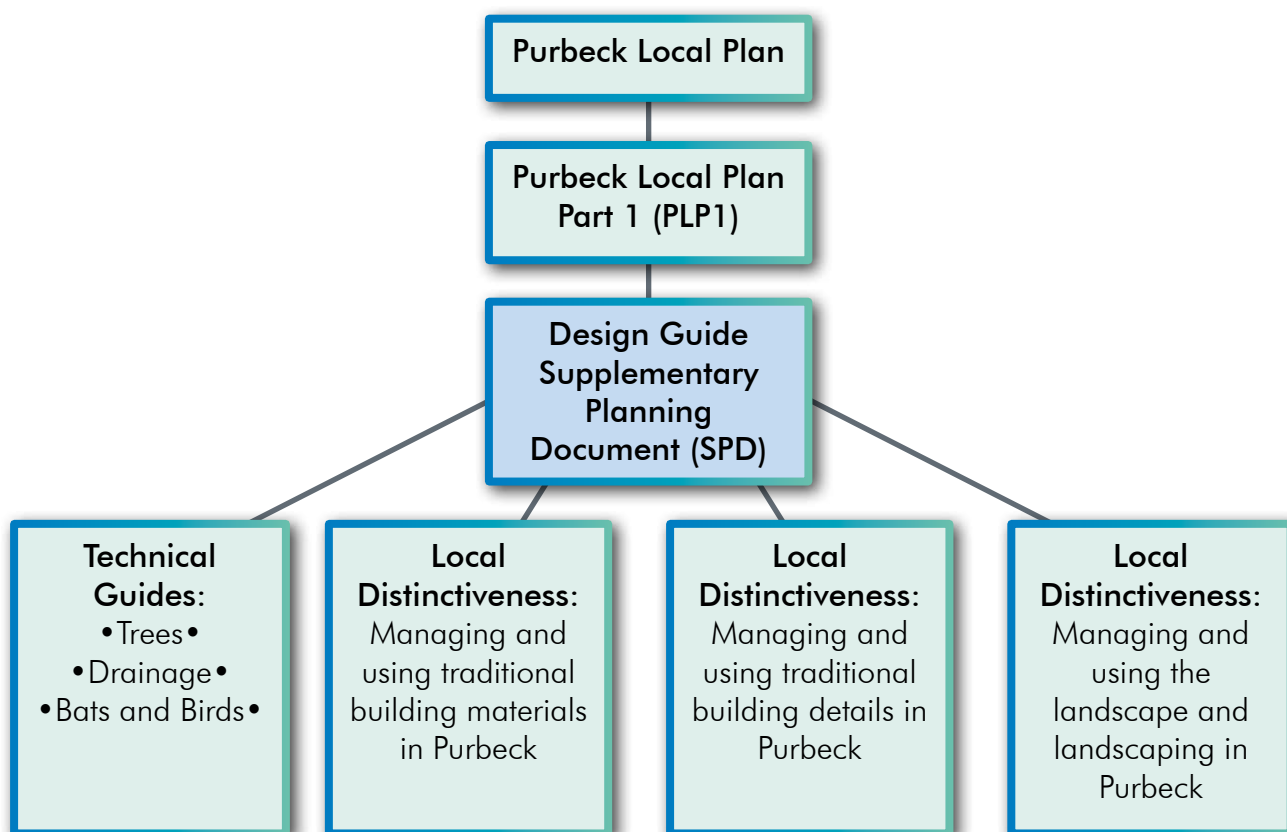 Purbeck Local Plan
Purbeck Local Plan
Part 1 (PLP1)
Design Guide
Supplementary
Planning
Document (SPD)
Technical
Guides:
•Trees•
•Drainage•
•Bats and Birds•
Local
Distinctiveness:
Managing and
using traditional
building materials
in Purbeck
Local
Distinctiveness:
Managing and
using traditional
building details in
Purbeck
Local
Distinctiveness:
Managing and
using the
landscape and
landscaping in
Purbeck